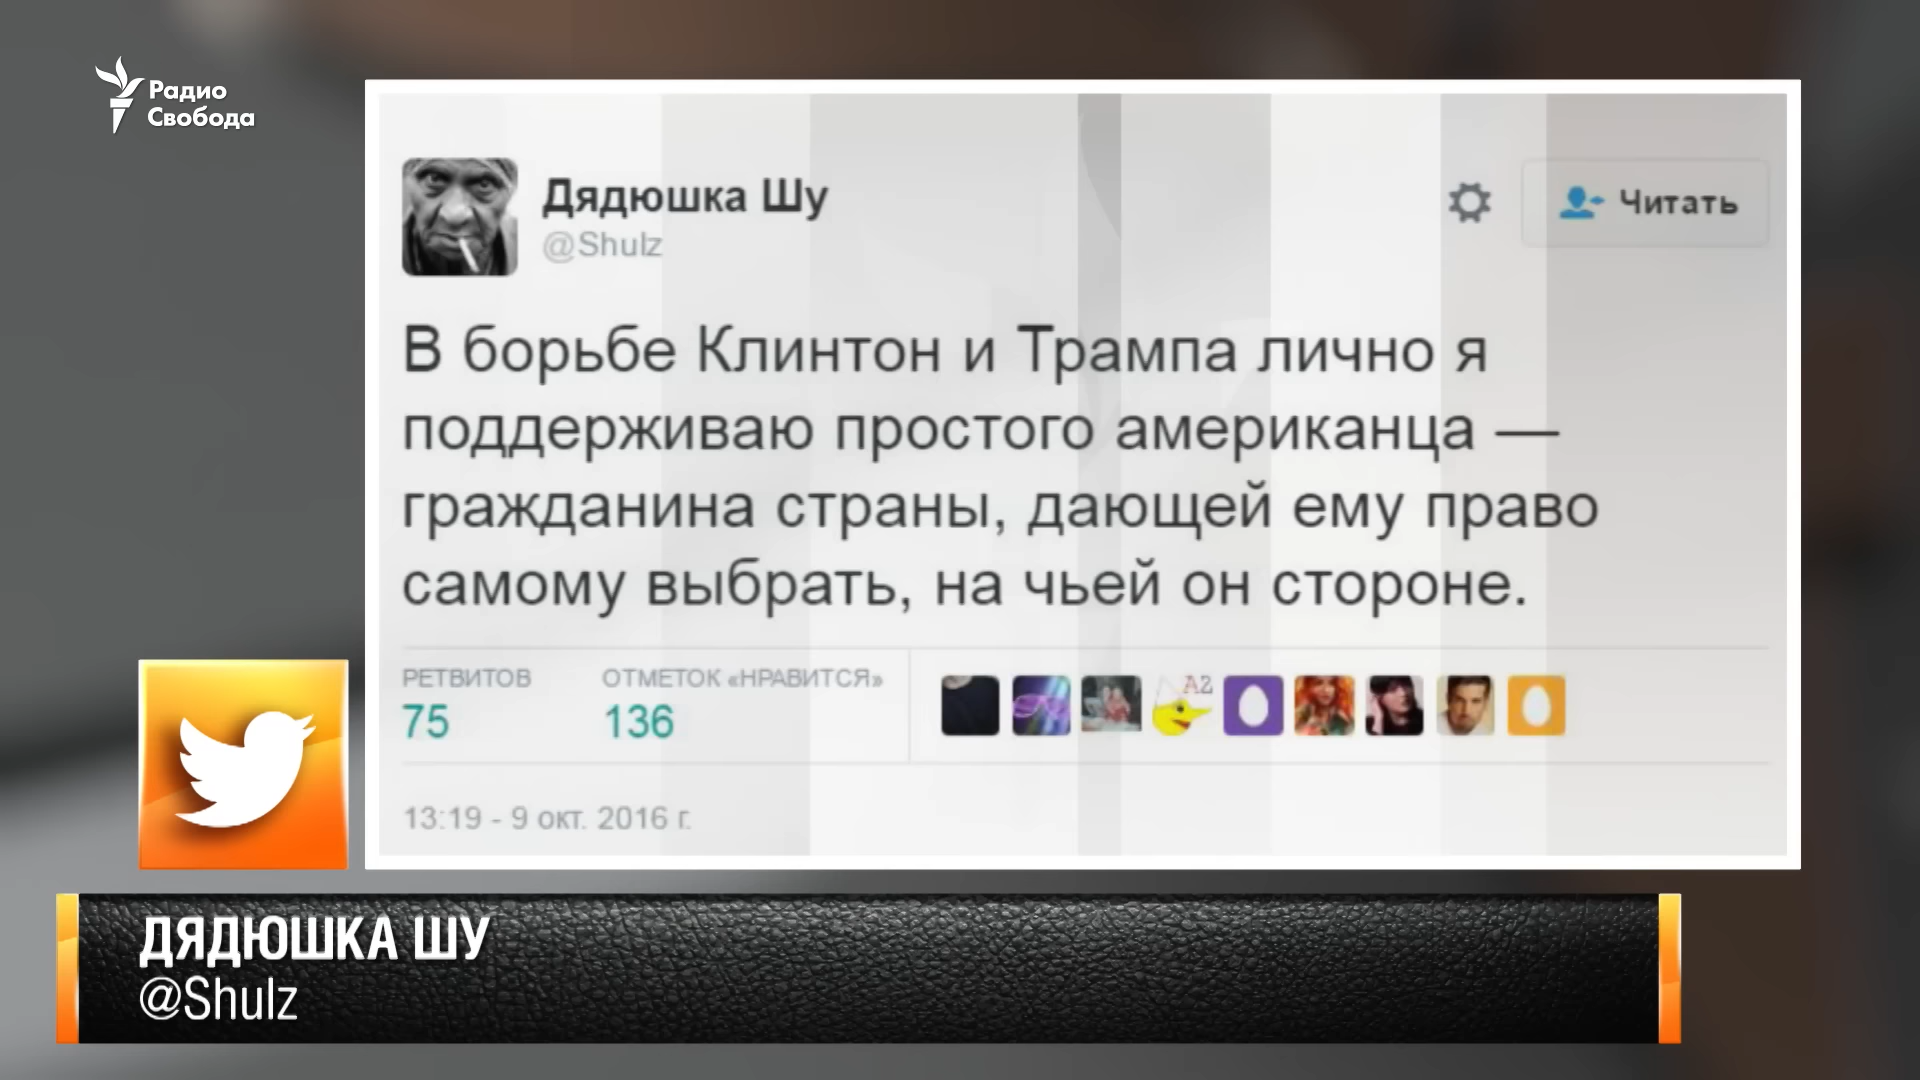 Радио
Свобода
Дядюшка Шу
@Shulz
Читать
В борьбе Клинтон и Трампа лично я
поддерживаю простого американца —
гражданина страны, дающей ему право
самому выбрать, на чьей он стороне.
РЕТВИТОВ
75
ОТМЕТОК «НРАВИТСЯ»
136
A2
13:19 - 9 окт. 2016 г.
ДЯДЮШКА ШУ
@Shulz